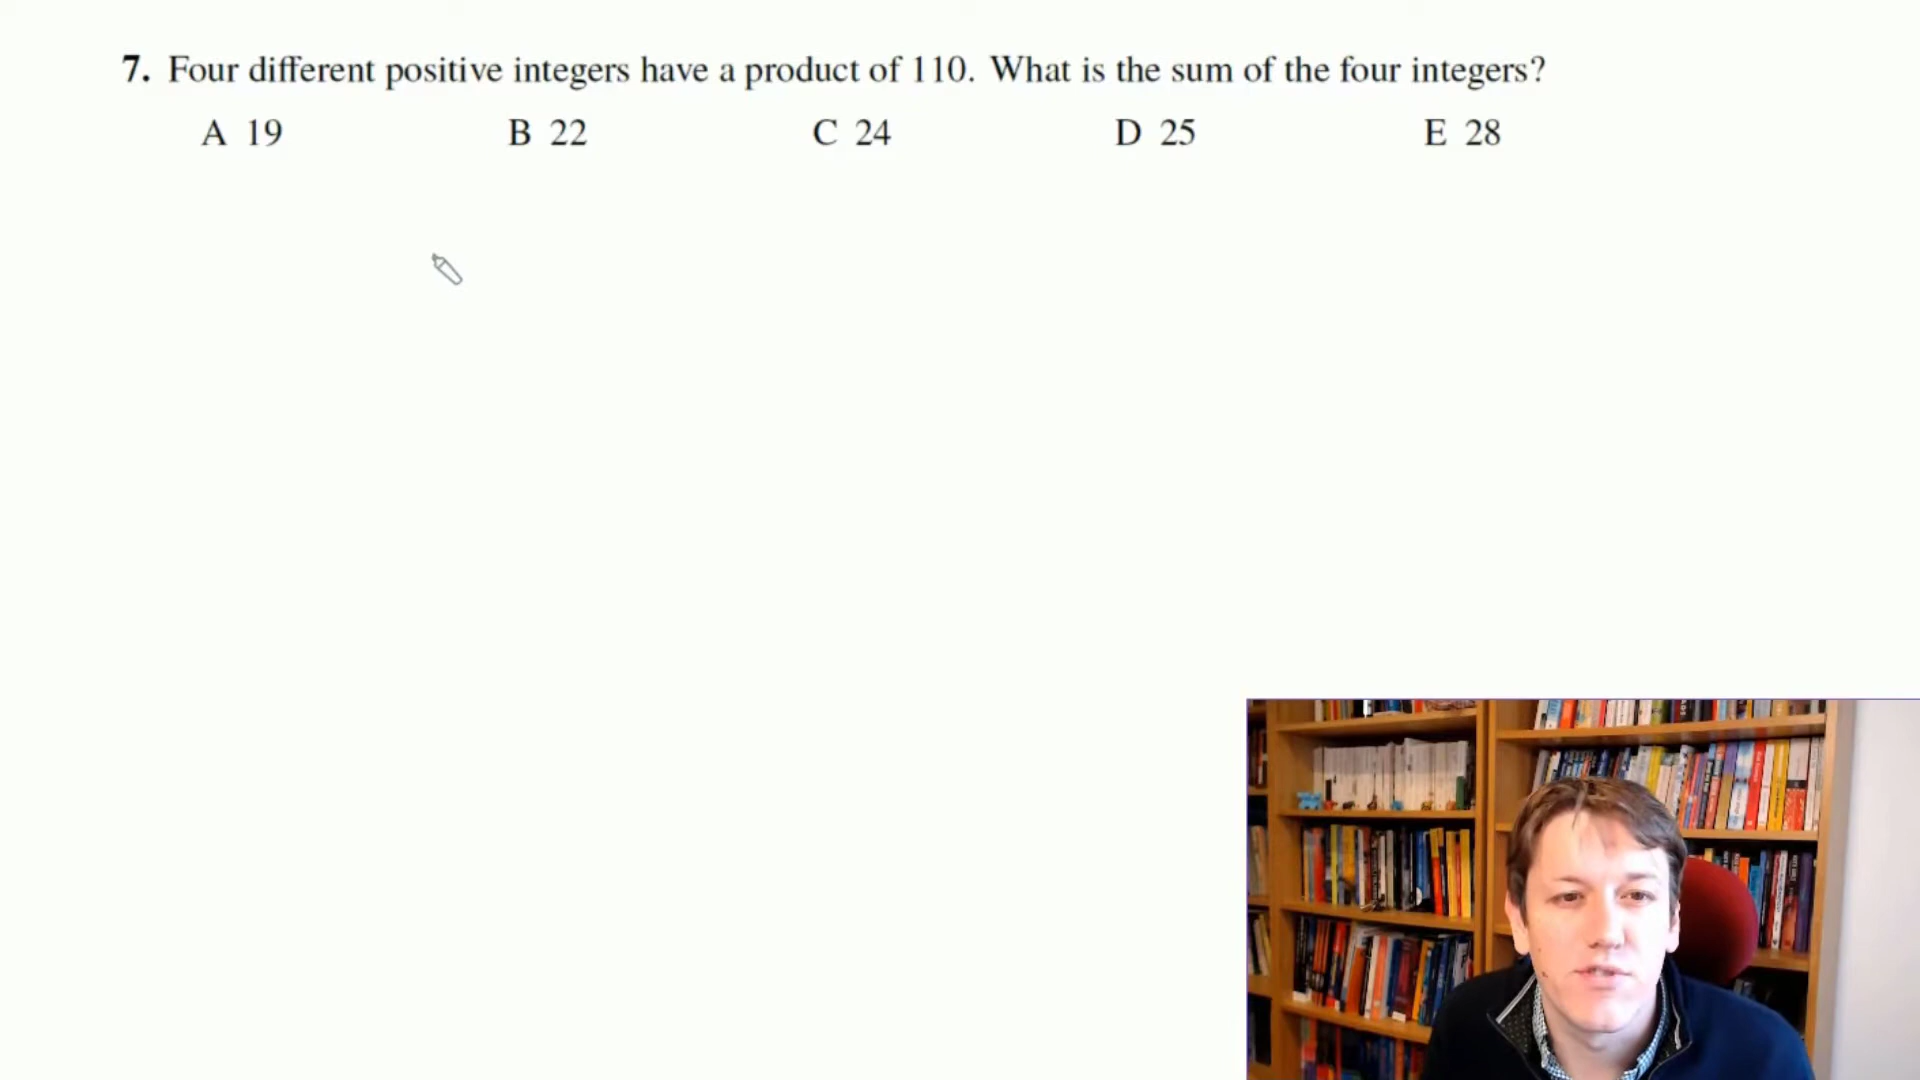 7. Four different positive integers have a product of 110. What is the sum of the four integers?
A 19 B 22 C 24 D 25 E 28